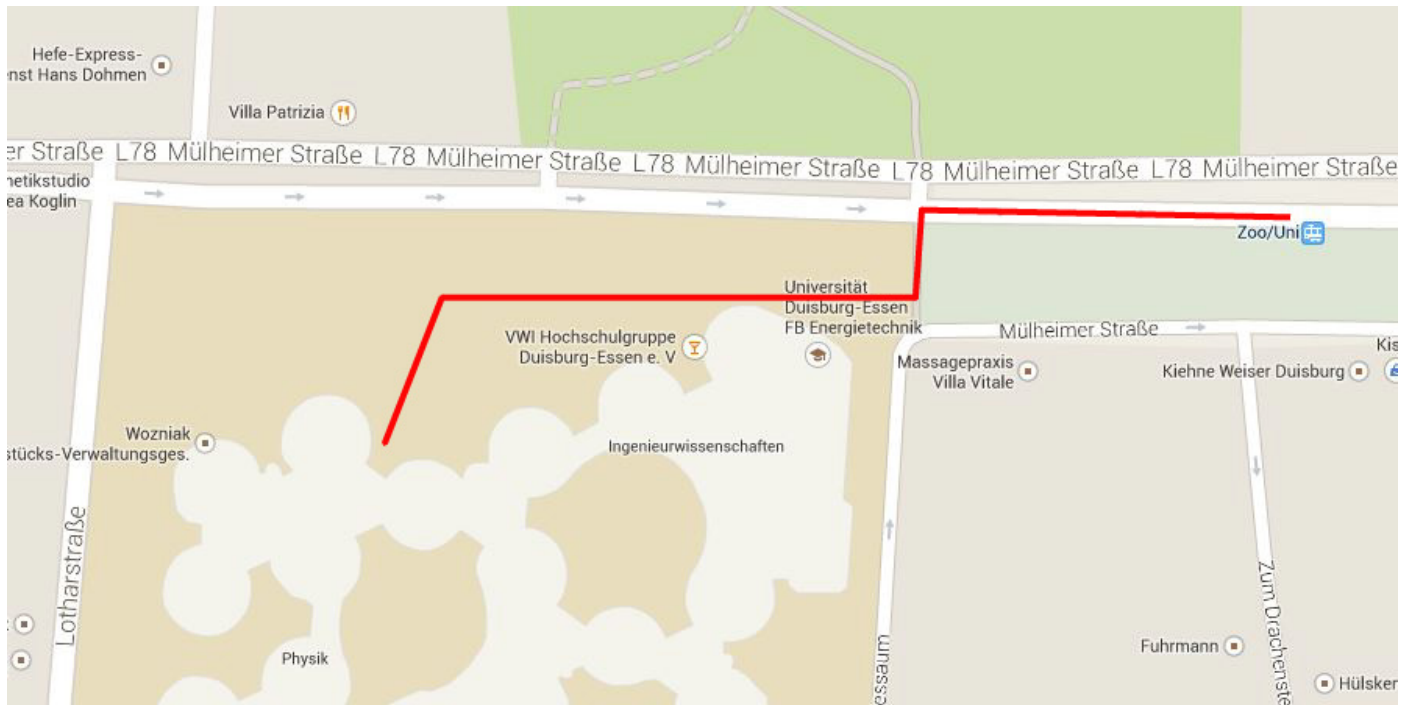 Hefe-Express-
nst Hans Dohmen
Villa Patrizia
er Straße L78 Mülheimer Straße L78 Mülheimer Straße L78 Mülheimer Straße L78 Mülheimer Straße L78 Mülheimer Straße
netikstudio
ea Koglin
Zoo/Uni
Universität
Duisburg-Essen
FB Energietechnik
VWI Hochschulgruppe
Duisburg-Essen e. V
Mülheimer Straße
Massagepraxis
Villa Vitale
Kiehne Weiser Duisburg
Kis
Wozniak
stücks-Verwaltungsges.
Ingenieurwissenschaften
Lotharstraße
Physik
essaum
Zum Drachenste
Fuhrmann
Hülsker